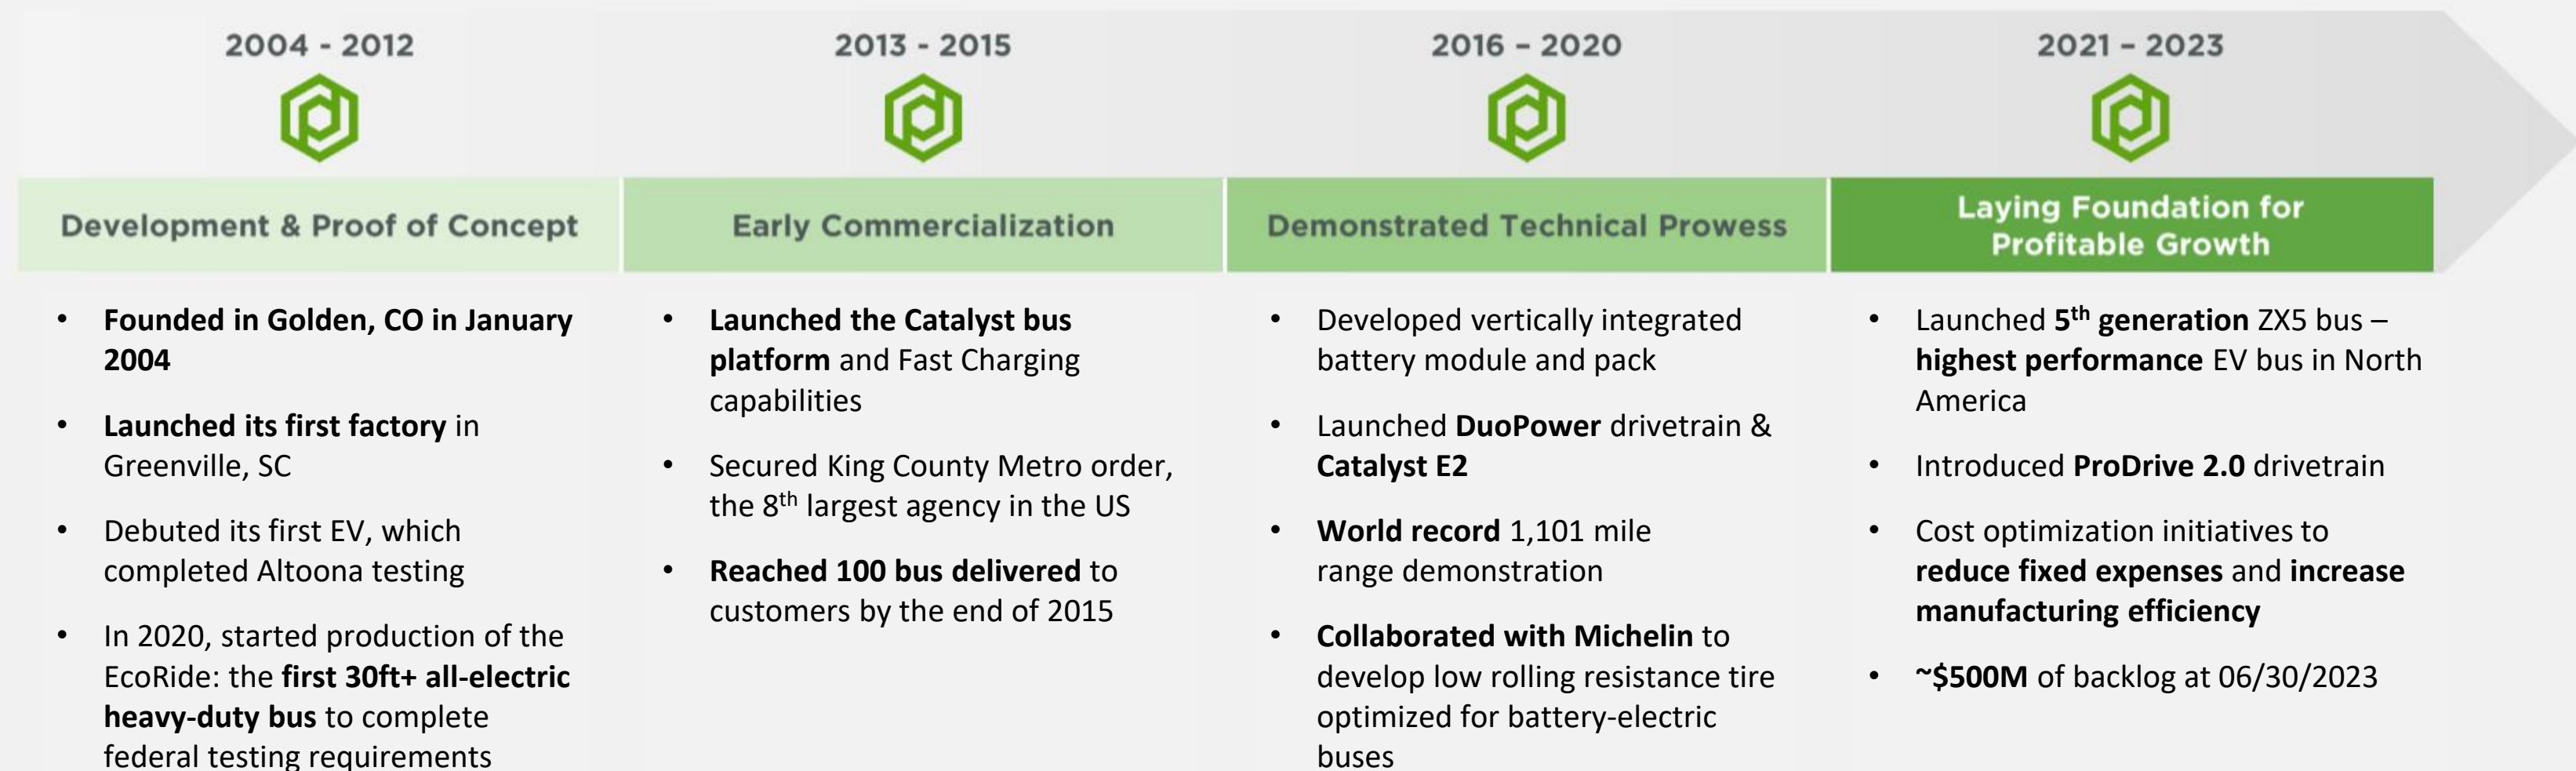 2004 - 2012
Development & Proof of Concept
• Founded in Golden, CO in January
2004
• Launched its first factory in
Greenville, SC
• Debuted its first EV, which
completed Altoona testing
• In 2020, started production of the
EcoRide: the first 30ft+ all-electric
heavy-duty bus to complete
federal testing requirements
2013 - 2015
Early Commercialization
• Launched the Catalyst bus
platform and Fast Charging
capabilities
• Secured King County Metro order,
the 8th largest agency in the US
• Reached 100 bus delivered to
customers by the end of 2015
2016 – 2020
Demonstrated Technical Prowess
• Developed vertically integrated
battery module and pack
• Launched DuoPower drivetrain &
Catalyst E2
• World record 1,101 mile
range demonstration
• Collaborated with Michelin to
develop low rolling resistance tire
optimized for battery-electric
buses
2021 – 2023
Laying Foundation for
Profitable Growth
• Launched 5th generation ZX5 bus –
highest performance EV bus in North
America
• Introduced ProDrive 2.0 drivetrain
• Cost optimization initiatives to
reduce fixed expenses and increase
manufacturing efficiency
• ~$500M of backlog at 06/30/2023